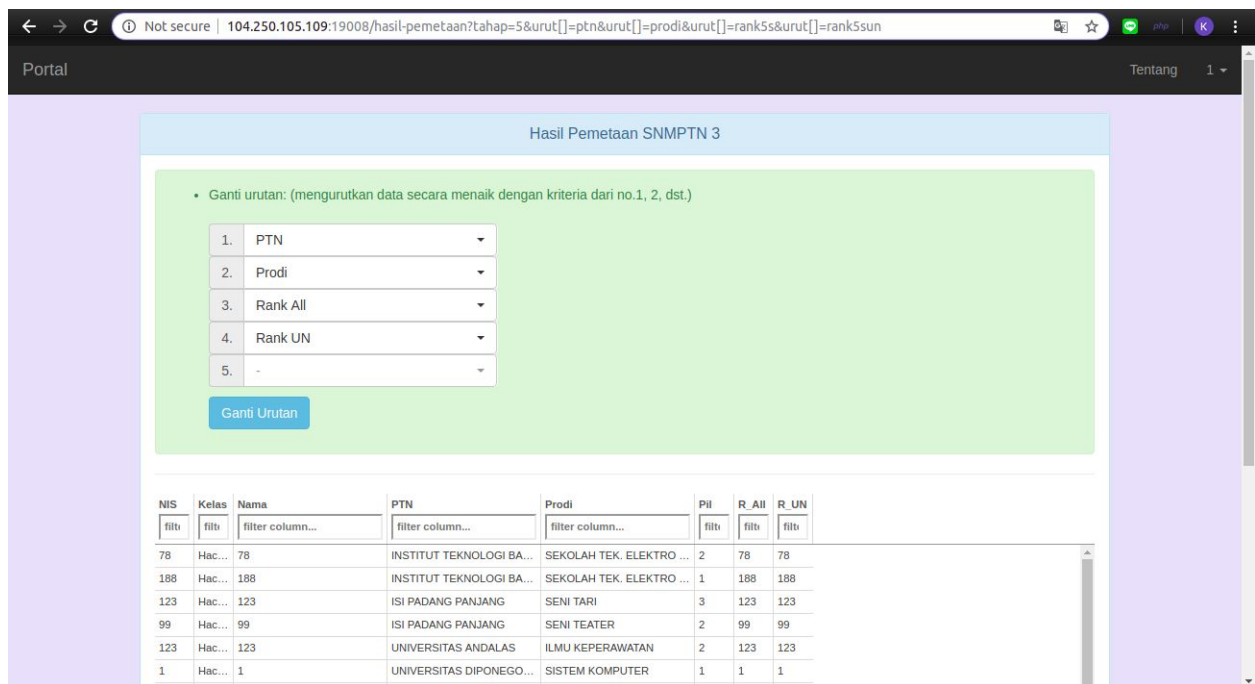 Not secure | 104.250.105.109:19008/hasil-pemetaan?tahap=5&urut[]=ptn&urut[]=prodi&urut[]=rank5s&urut[]=rank5sun php K
Portal Tentang 1
Hasil Pemetaan SNMPTN 3
• Ganti urutan: (mengurutkan data secara menaik dengan kriteria dari no.1, 2, dst.)
1. PTN
2. Prodi
3. Rank All
4. Rank UN
5. -
Ganti Urutan
NIS Kelas Nama PTN Prodi Pil R_All R_UN
filte filte filter column... filter column... filter column... filte filte filte
78 Hac... 78 INSTITUT TEKNOLOGI BA... SEKOLAH TEK. ELEKTRO ... 2 78 78
188 Hac... 188 INSTITUT TEKNOLOGI BA... SEKOLAH TEK. ELEKTRO ... 1 188 188
123 Hac... 123 ISI PADANG PANJANG SENI TARI 3 123 123
99 Hac... 99 ISI PADANG PANJANG SENI TEATER 2 99 99
123 Hac... 123 UNIVERSITAS ANDALAS ILMU KEPERAWATAN 2 123 123
1 Hac... 1 UNIVERSITAS DIPONEGO... SISTEM KOMPUTER 1 1 1